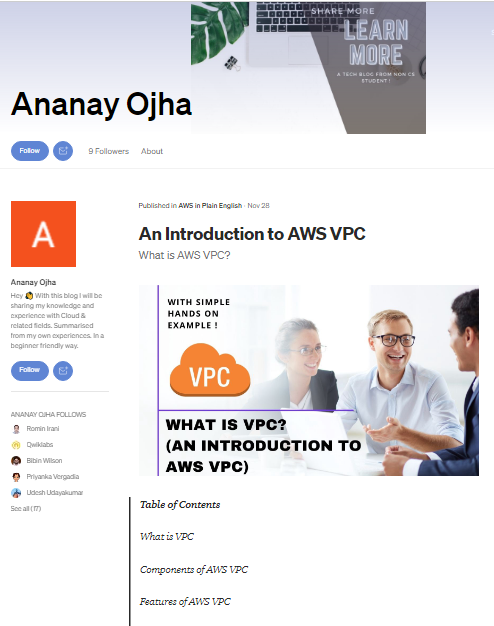 SHARE MORE
LEARN
MORE
A TECH BLOG FROM NON CS
STUDENT !
Ananay Ojha
Follow
9 Followers
About
Published in AWS in Plain English · Nov 28
An Introduction to AWS VPC
What is AWS VPC?
A
Ananay Ojha
Hey 👋 With this blog I will be
sharing my knowledge and
experience with Cloud &
related fields. Summarised
from my own experiences. In a
beginner friendly way.
Follow
ANANAY OJHA FOLLOWS
Romin Irani
Qwiklabs
Bibin Wilson
Priyanka Vergadia
Udesh Udayakumar
See all (17)
WITH SIMPLE
HANDS ON
EXAMPLE !
VPC
WHAT IS VPC?
(AN INTRODUCTION TO
AWS VPC)
Table of Contents
What is VPC
Components of AWS VPC
Features of AWS VPC